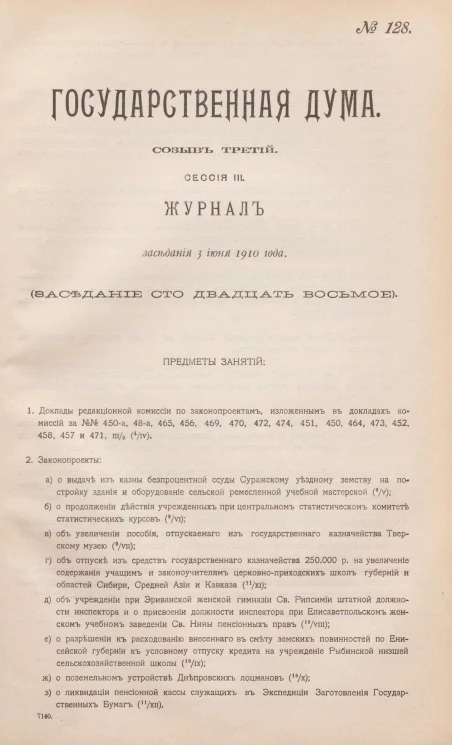 № 128.
ГОСУДАРСТВЕННАЯ ДУМА.
СОЗЫВЪ ТРЕТІЙ.
СЕССІЯ III.
ЖУРНАЛЪ
засѣданія 3 іюня 1910 года.
(ЗАСѢДАНІЕ СТО ДВАДЦАТЬ ВОСЬМОЕ).
ПРЕДМЕТЫ ЗАНЯТІЙ:
1. Доклады редакціонной комиссіи по законопроектамъ, изложеннымъ въ докладахъ ко-
миссій за №№ 450-а, 48-а, 465, 456, 469, 470, 472, 474, 451, 450, 464, 473, 452,
458, 457 и 471, III/3 (4/IV).
2. Законопроекты:
а) о выдачѣ изъ казны безпроцентной ссуды Суражскому уѣздному земству на по-
стройку зданія и оборудованіе сельской ремесленной учебной мастерской (8/V);
б) о продолженіи дѣйствія учрежденныхъ при центральномъ статистическомъ комитетѣ
статистическихъ курсовъ (9/VI);
в) объ увеличеніи пособія, отпускаемаго изъ государственнаго казначейства Твер-
скому музею (9/VII);
г) объ отпускѣ изъ средствъ государственнаго казначейства 250.000 р. на увеличеніе
содержанія учащимъ и законоучителямъ церковно-приходскихъ школъ губерній и
областей Сибири, Средней Азіи и Кавказа (11/XI);
д) объ учрежденіи при Эриванской женской гимназіи Св. Рипсиміи штатной должно-
сти инспектора и о присвоеніи должности инспектора при Елисаветпольскомъ жен-
скомъ учебномъ заведеніи Св. Нины пенсіонныхъ правъ (10/VIII);
е) о разрѣшеніи къ расходованію внесеннаго въ смѣту земскихъ повинностей по Ени-
сейской губерніи къ условному отпуску кредита на учрежденіе Рыбинской низшей
сельскохозяйственной школы (10/IX);
ж) о поземельномъ устройствѣ Днѣпровскихъ лоцмановъ (10/X);
з) о ликвидаціи пенсіонной кассы служащихъ въ Экспедиціи Заготовленія Государ-
ственныхъ Бумагъ (11/XII).
7140.